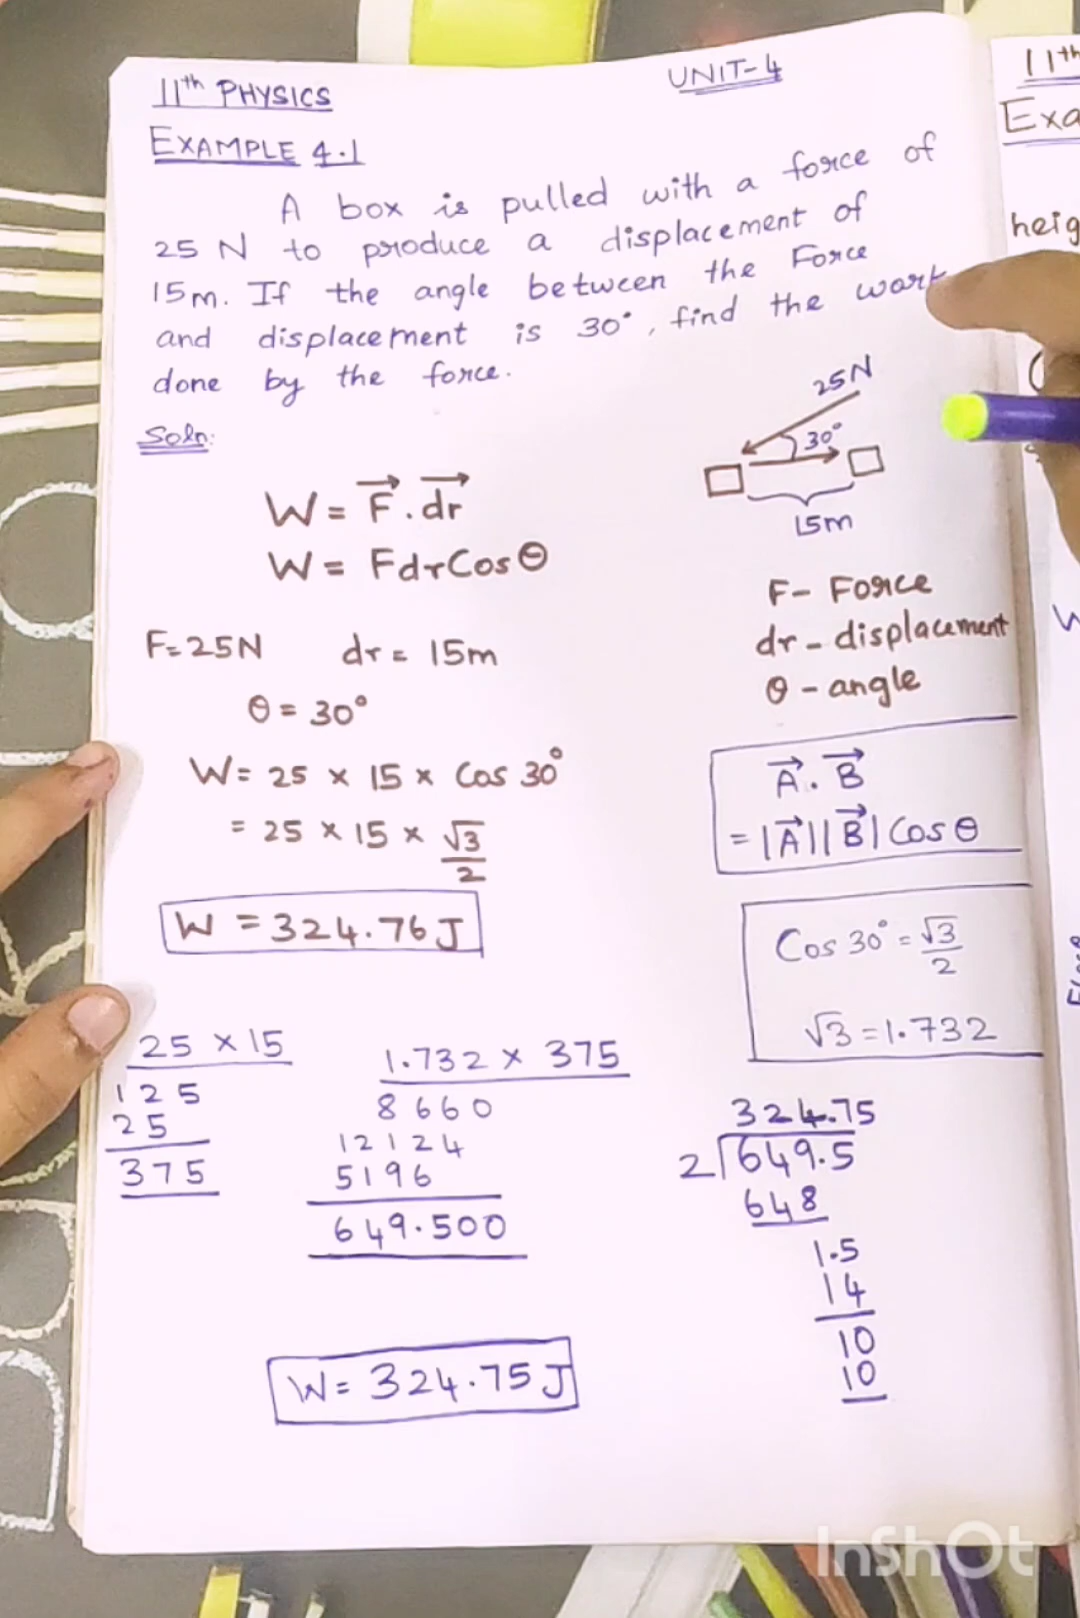 11th PHYSICS
UNIT-4
EXAMPLE 4.1
A box is pulled with a force of
25 N to produce a displacement of
15m. If the angle between the Force
and displacement is 30°, find the work
done by the force.
Soln:
25N
30°
15m
W = F⃗ . dr⃗
W = FdrCosθ
F- Force
dr - displacement
θ - angle
F=25N dr = 15m
θ = 30°
W= 25 × 15 × Cos 30°
= 25 × 15 × √3/2
W = 324.76J
A⃗ . B⃗
= |A⃗||B⃗| Cosθ
Cos 30° = √3/2
√3 = 1.732
25 × 15
125
25
375
1.732 × 375
8660
12124
5196
649.500
324.75
2)649.5
648
1.5
14
10
10
W= 324.75J
11th
Exa
heig
InShOt